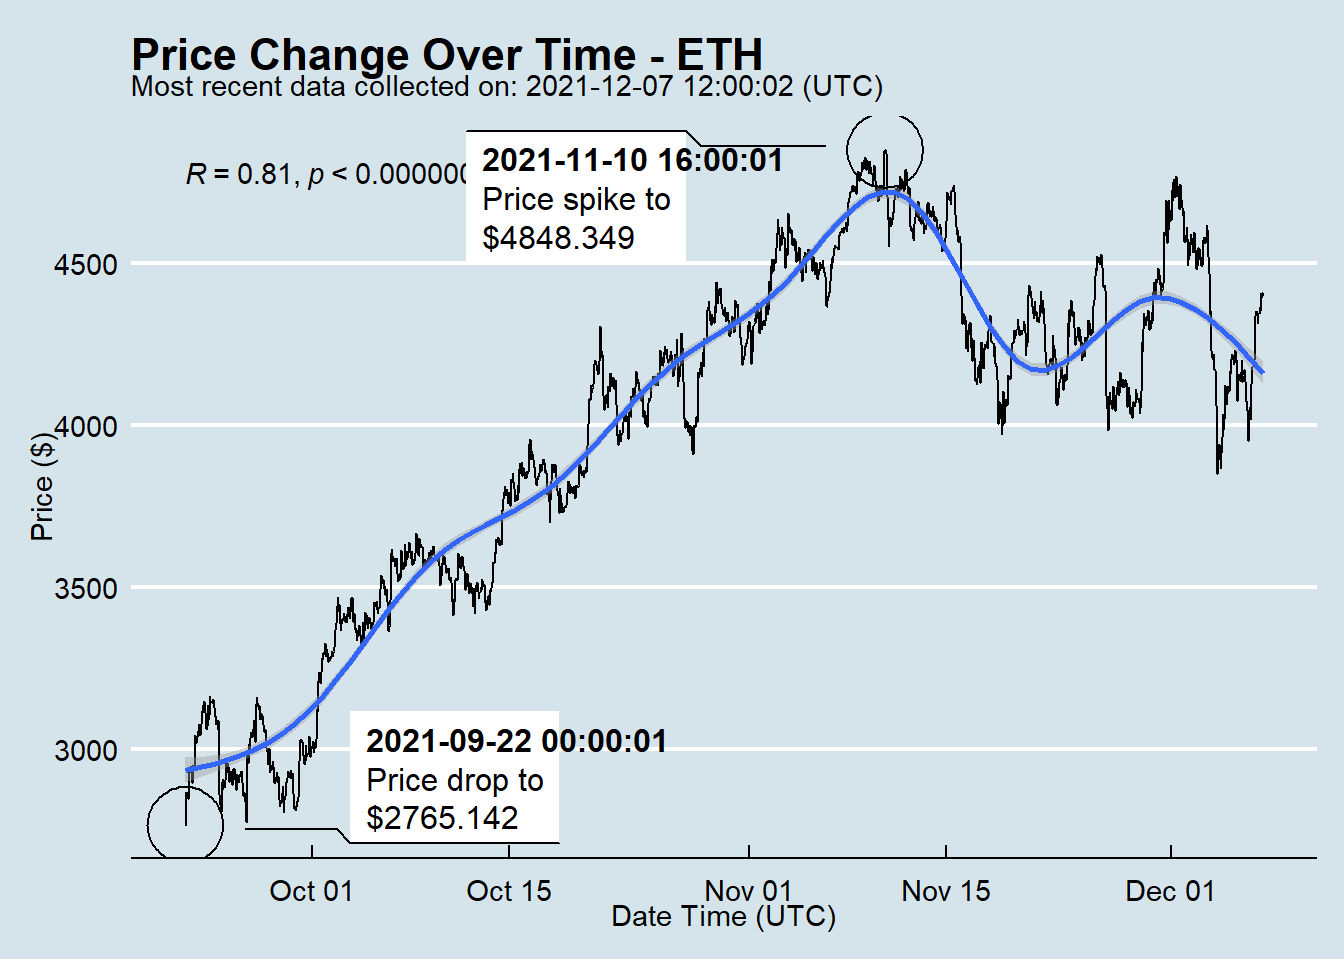 Price Change Over Time - ETH
Most recent data collected on: 2021-12-07 12:00:02 (UTC)
R = 0.81, p < 0.000000
2021-11-10 16:00:01
Price spike to
$4848.349
4500
4000
3500
3000
Price ($)
2021-09-22 00:00:01
Price drop to
$2765.142
Oct 01 Oct 15 Nov 01 Nov 15 Dec 01
Date Time (UTC)